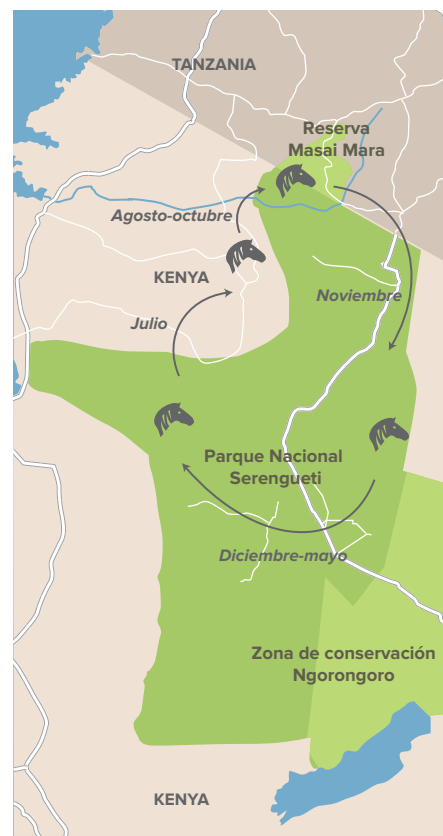 TANZANIA
Reserva
Masai Mara
Agosto-octubre
KENYA
Noviembre
Julio
Parque Nacional
Serengueti
Diciembre-mayo
Zona de conservación
Ngorongoro
KENYA